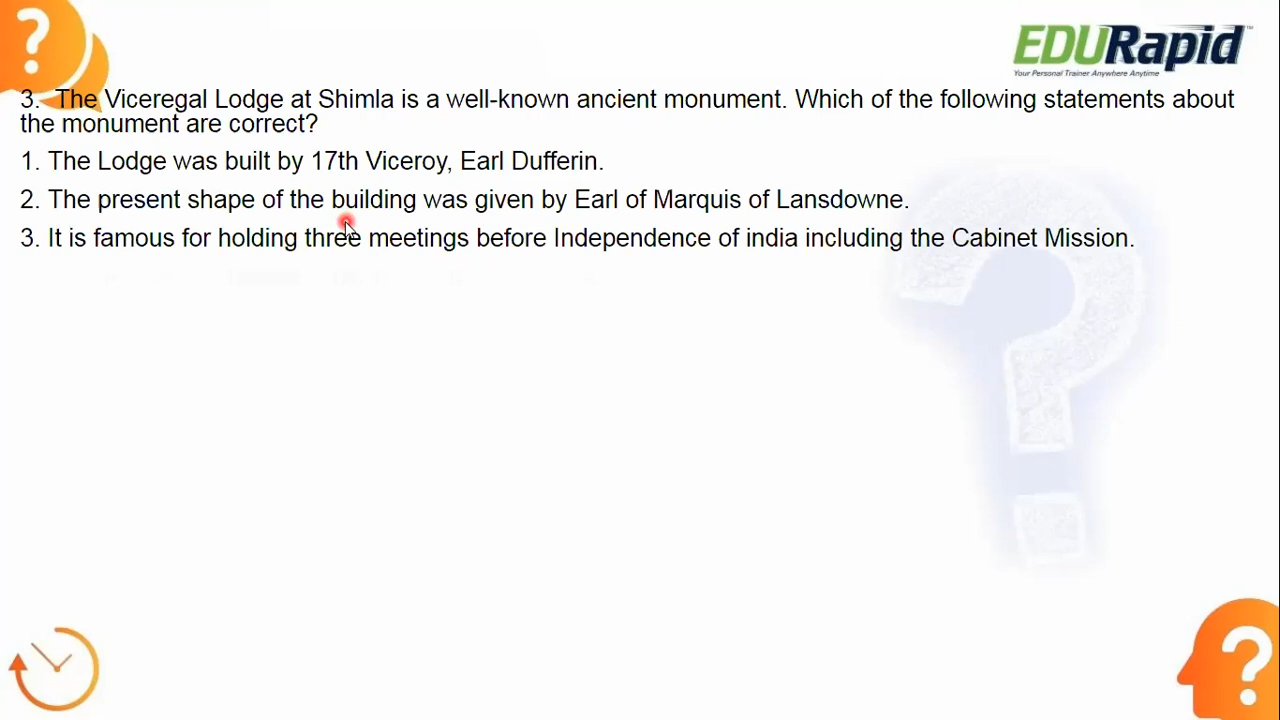 EDURapid™
Your Personal Trainer Anywhere Anytime
3. The Viceregal Lodge at Shimla is a well-known ancient monument. Which of the following statements about
the monument are correct?
1. The Lodge was built by 17th Viceroy, Earl Dufferin.
2. The present shape of the building was given by Earl of Marquis of Lansdowne.
3. It is famous for holding three meetings before Independence of india including the Cabinet Mission.